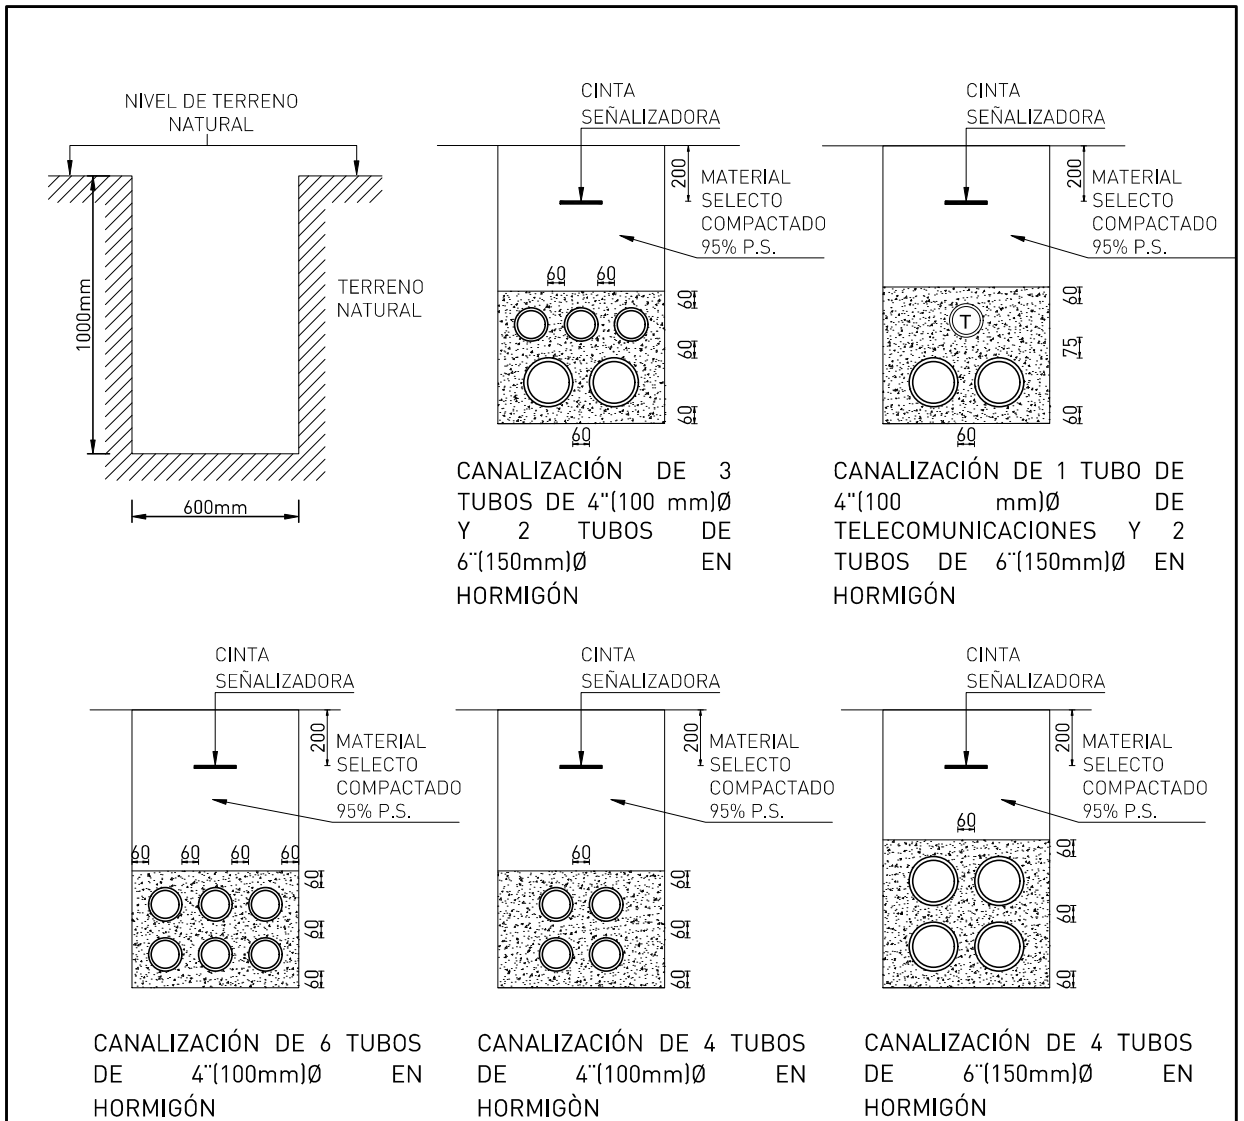 NIVEL DE TERRENO
NATURAL
1000mm
TERRENO
NATURAL
600mm
CINTA
SEÑALIZADORA
200
MATERIAL
SELECTO
COMPACTADO
95% P.S.
60
60
60
60
60
60
CANALIZACIÓN DE 3
TUBOS DE 4"(100 mm)Ø
Y 2 TUBOS DE
6¨(150mm)Ø EN
HORMIGÓN
CINTA
SEÑALIZADORA
200
MATERIAL
SELECTO
COMPACTADO
95% P.S.
60
T
75
60
60
CANALIZACIÓN DE 1 TUBO DE
4"(100 mm)Ø DE
TELECOMUNICACIONES Y 2
TUBOS DE 6¨(150mm)Ø EN
HORMIGÓN
CINTA
SEÑALIZADORA
200
MATERIAL
SELECTO
COMPACTADO
95% P.S.
60
60
60
60
60
60
60
CANALIZACIÓN DE 6 TUBOS
DE 4¨(100mm)Ø EN
HORMIGÓN
CINTA
SEÑALIZADORA
200
MATERIAL
SELECTO
COMPACTADO
95% P.S.
60
60
60
60
CANALIZACIÓN DE 4 TUBOS
DE 4¨(100mm)Ø EN
HORMIGÒN
CINTA
SEÑALIZADORA
200
MATERIAL
SELECTO
COMPACTADO
95% P.S.
60
60
60
60
CANALIZACIÓN DE 4 TUBOS
DE 6¨(150mm)Ø EN
HORMIGÓN